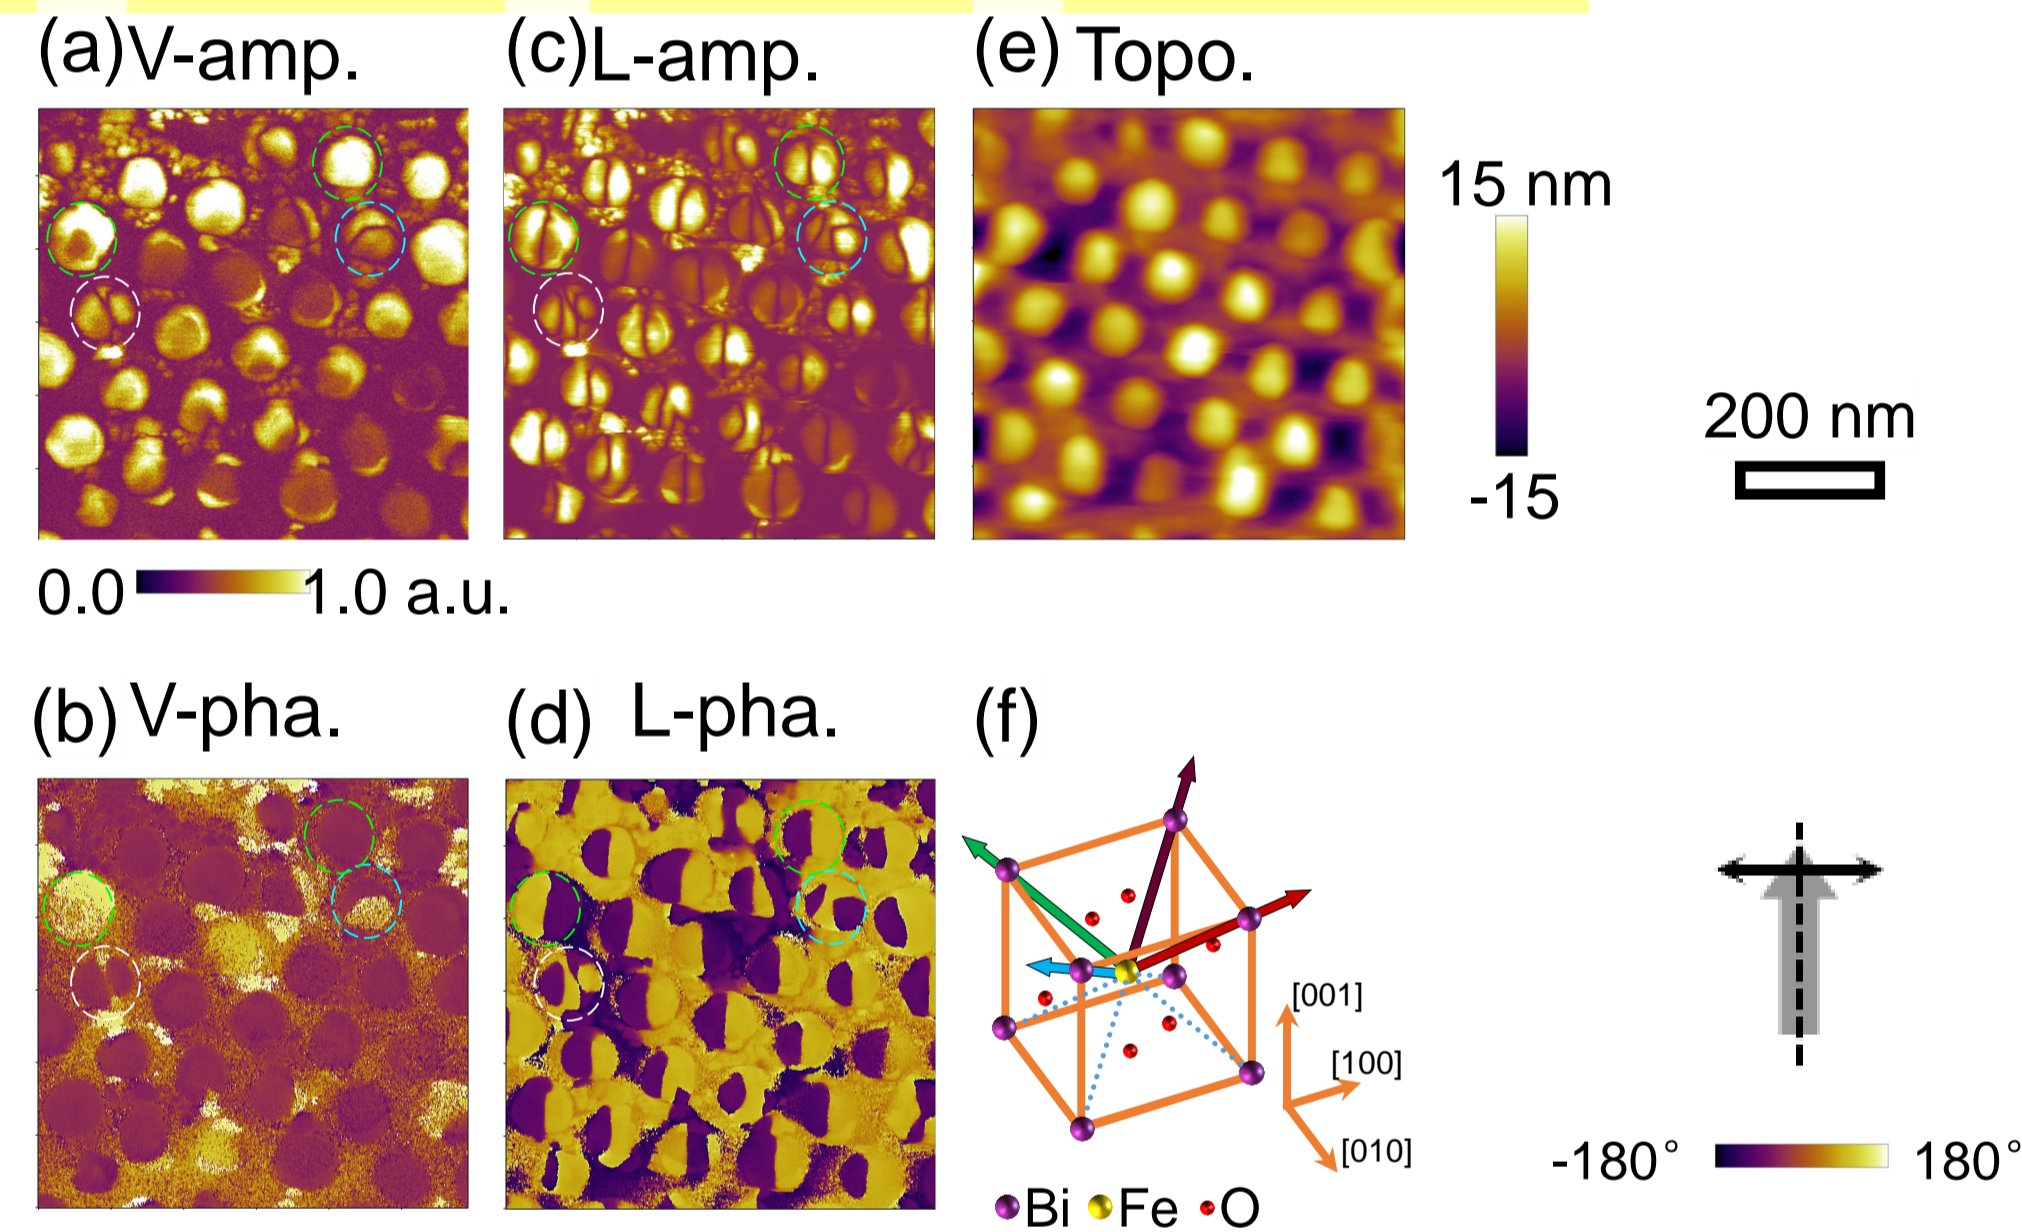 (a) V-amp.
(c) L-amp.
(e) Topo.
15 nm
-15
200 nm
0.0
1.0 a.u.
(b) V-pha.
(d) L-pha.
(f)
[001]
[100]
[010]
Bi Fe O
-180°
180°